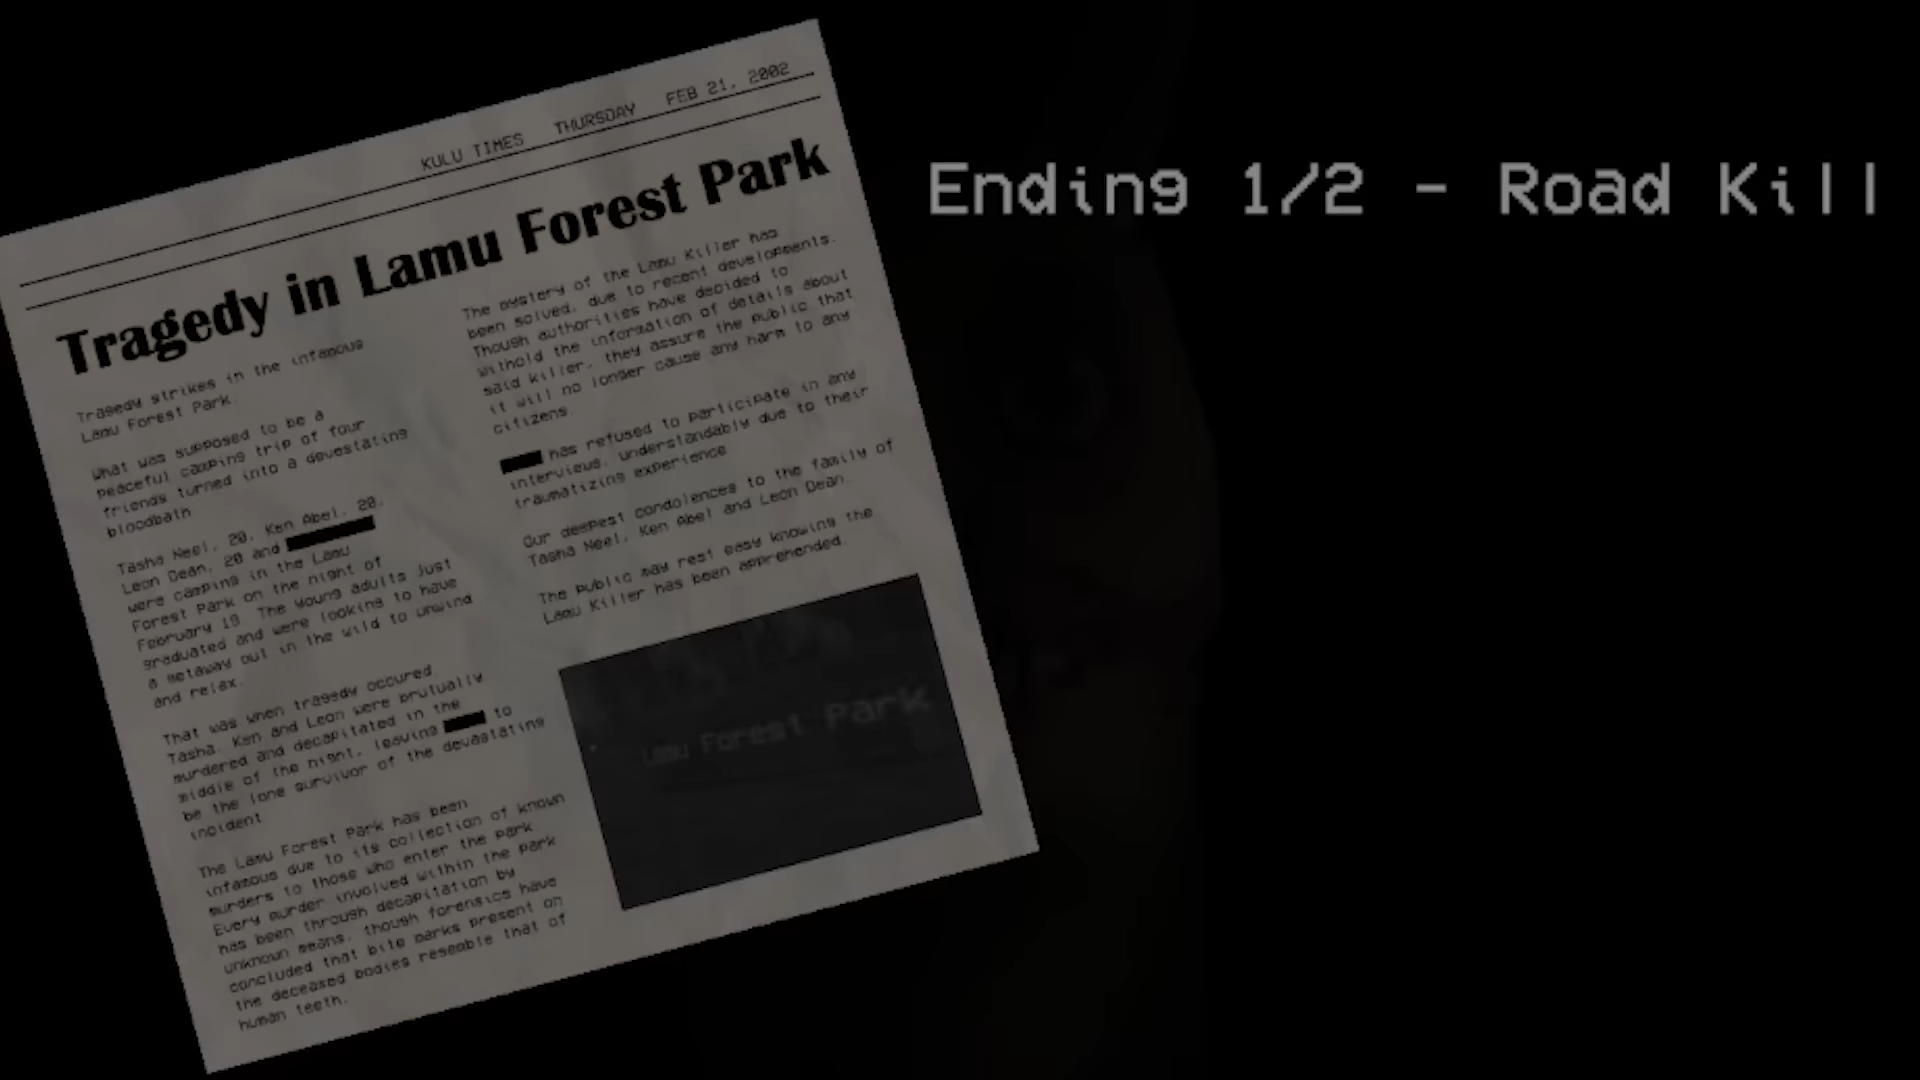 KULU TIMES THURSDAY FEB 21, 2002
Tragedy in Lamu Forest Park
Tragedy strikes in the infamous
Lamu Forest Park.
What was supposed to be a
peaceful camping trip of four
friends turned into a devestating
bloodbath
Tasha Neel, 20, Ken Abel, 20,
Leon Dean, 20 and
were camping in the Lamu
Forest Park on the night of
February 19. The young adults just
graduated and were looking to have
a getaway out in the wild to unwind
and relax.
That was when tragedy occured.
Tasha, Ken and Leon were brutually
murdered and decapitated in the
middle of the night, leaving to
be the lone survivor of the devastating
incident
The Lamu Forest Park has been
infamous due to its collection of known
murders to those who enter the park
Every murder involved within the park
has been through decapitation by
unknown means, though forensics have
concluded that bite marks present on
the deceased bodies resemble that of
human teeth.
The mystery of the Lamu Killer has
been solved, due to recent developments.
Though authorities have decided to
withold the information of details about
said killer, they assure the public that
it will no longer cause any harm to any
citizens.
has refused to participate in any
interviews, understandably due to their
traumatizing experience
Our deepest condolences to the family of
Tasha Neel, Ken Abel and Leon Dean.
The public may rest easy knowing the
Lamu Killer has been apprehended.
Lamu Forest Park
Ending 1/2 - Road Kill